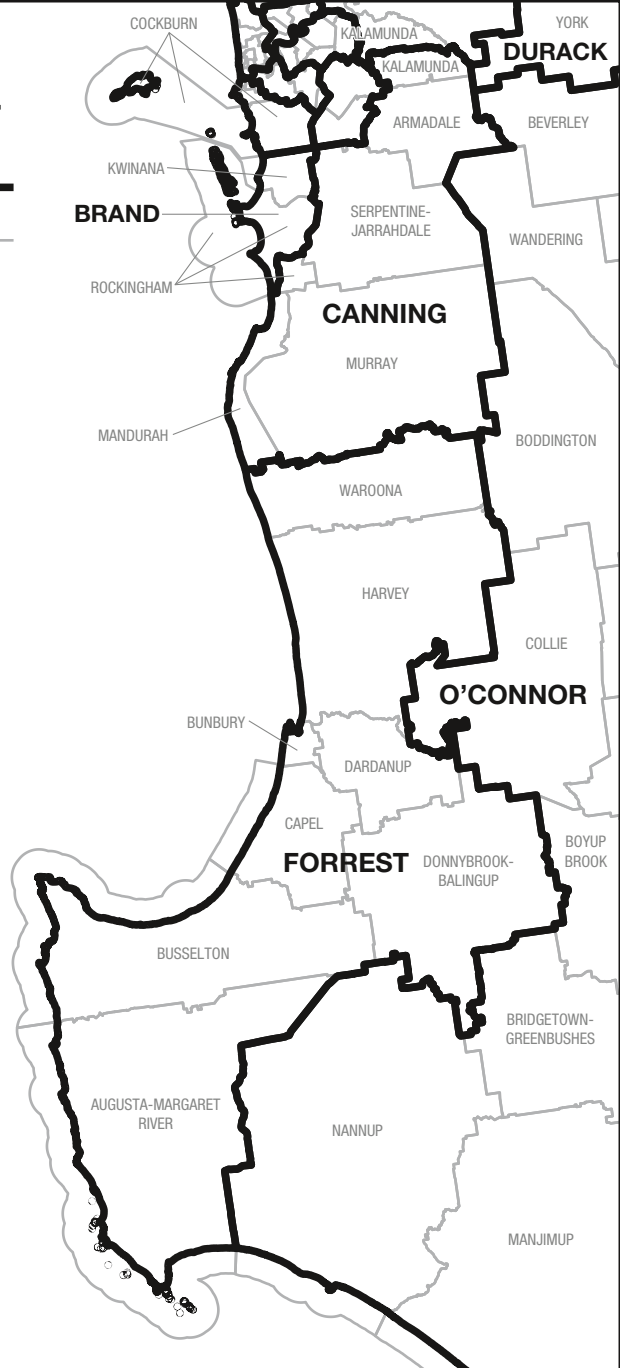 COCKBURN
KALAMUNDA
YORK
DURACK
KALAMUNDA
ARMADALE
BEVERLEY
KWINANA
BRAND
SERPENTINE-
JARRAHDALE
WANDERING
ROCKINGHAM
CANNING
MURRAY
MANDURAH
BODDINGTON
WAROONA
HARVEY
COLLIE
O'CONNOR
BUNBURY
DARDANUP
CAPEL
FORREST
DONNYBROOK-
BALINGUP
BOYUP
BROOK
BUSSELTON
BRIDGETOWN-
GREENBUSHES
AUGUSTA-MARGARET
RIVER
NANNUP
MANJIMUP